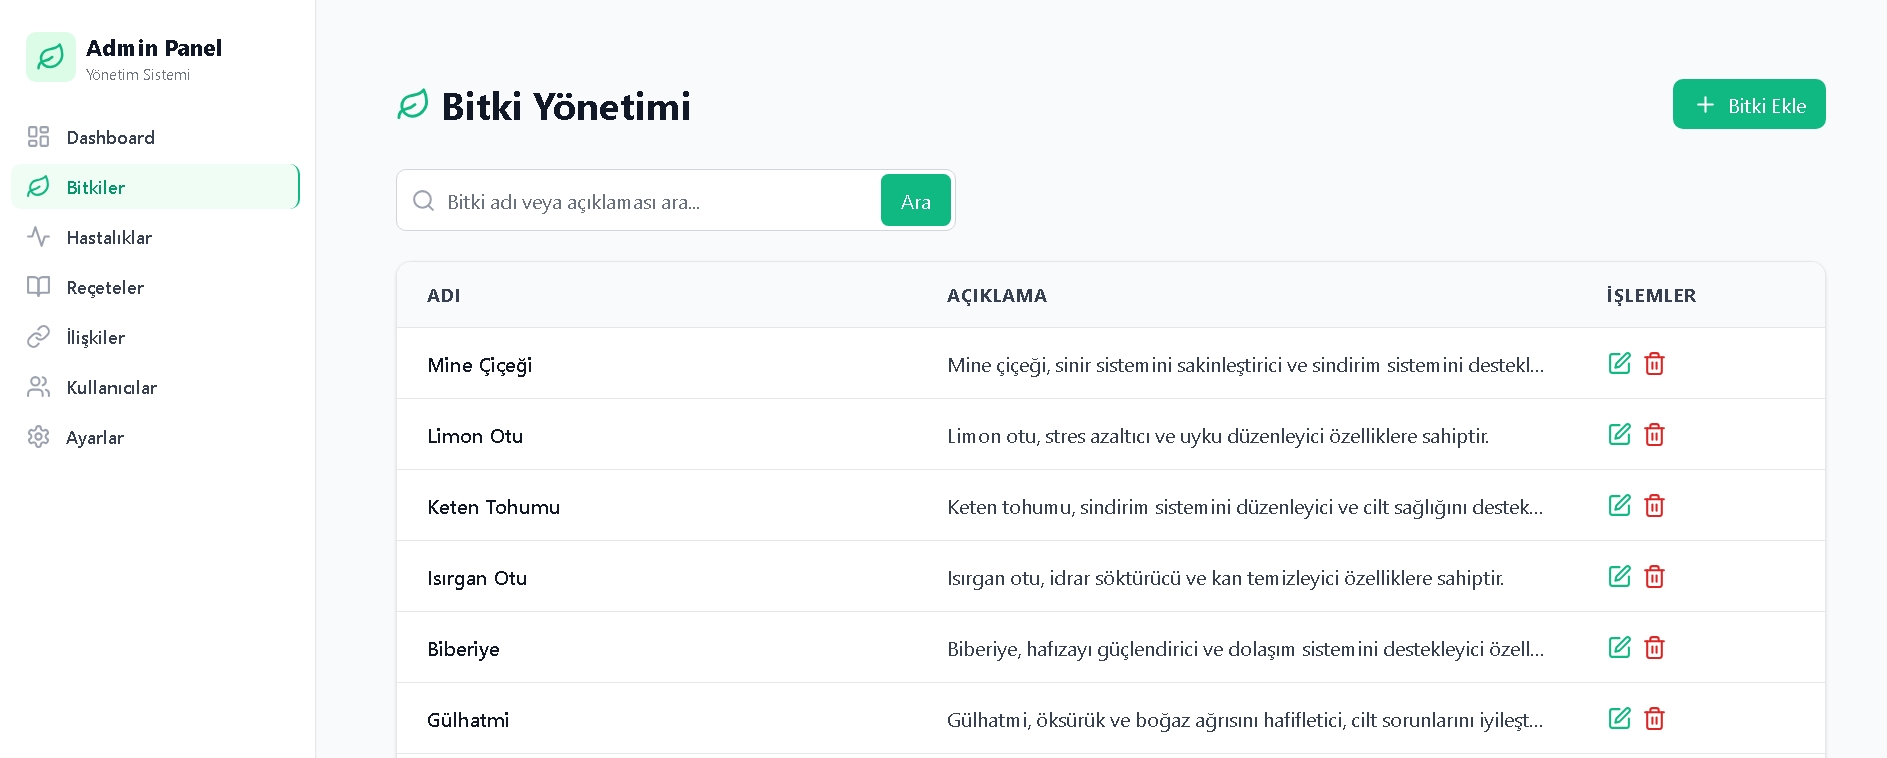 Admin Panel
Yönetim Sistemi
Dashboard
Bitkiler
Hastalıklar
Reçeteler
İlişkiler
Kullanıcılar
Ayarlar
Bitki Yönetimi
Bitki Ekle
Bitki adı veya açıklaması ara...
Ara
ADI AÇIKLAMA İŞLEMLER
Mine Çiçeği Mine çiçeği, sinir sistemini sakinleştirici ve sindirim sistemini destekl...
Limon Otu Limon otu, stres azaltıcı ve uyku düzenleyici özelliklere sahiptir.
Keten Tohumu Keten tohumu, sindirim sistemini düzenleyici ve cilt sağlığını destek...
Isırgan Otu Isırgan otu, idrar söktürücü ve kan temizleyici özelliklere sahiptir.
Biberiye Biberiye, hafızayı güçlendirici ve dolaşım sistemini destekleyici özell...
Gülhatmi Gülhatmi, öksürük ve boğaz ağrısını hafifletici, cilt sorunlarını iyileşt...